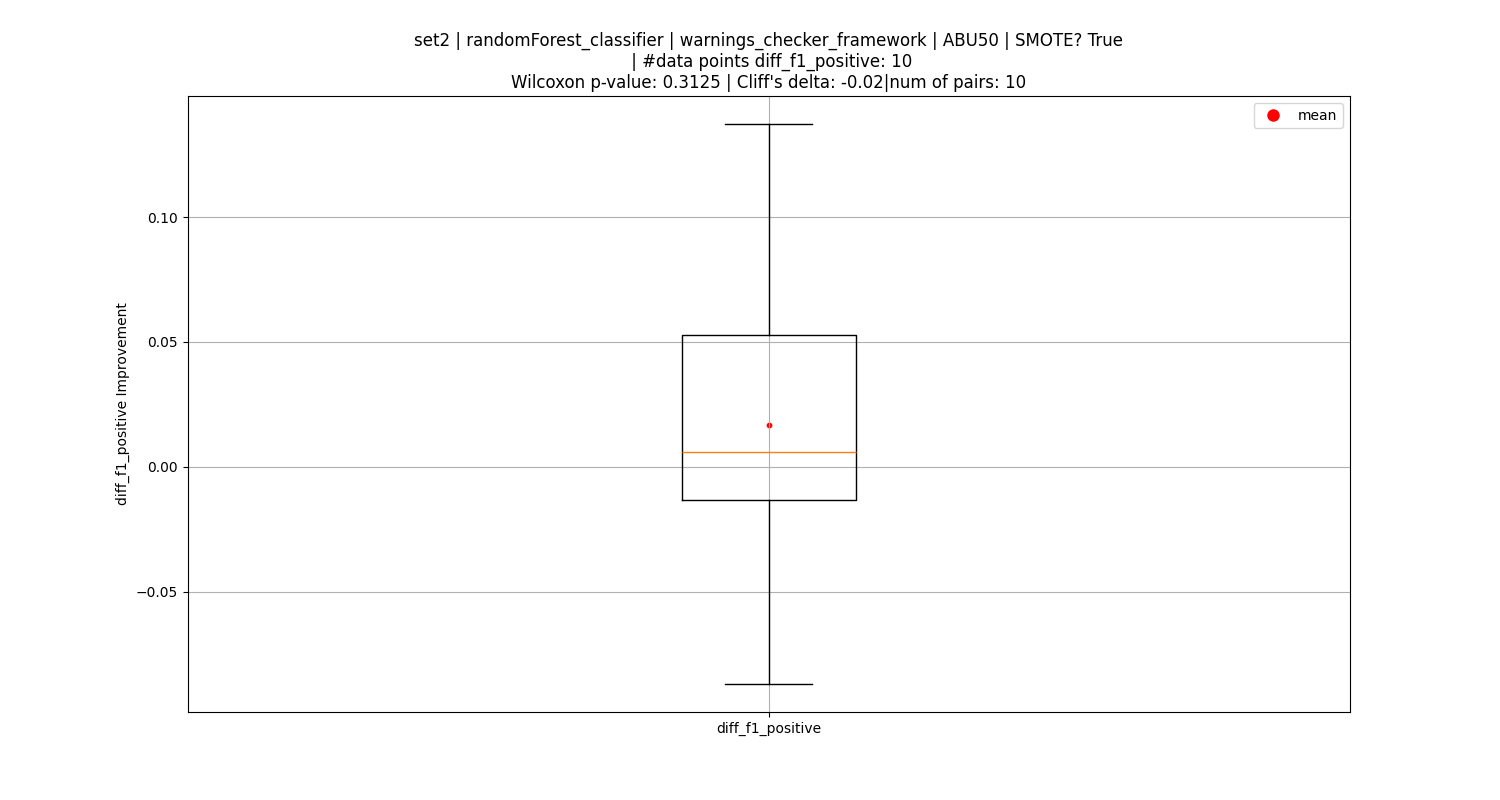 set2 | randomForest_classifier | warnings_checker_framework | ABU50 | SMOTE? True
| #data points diff_f1_positive: 10
Wilcoxon p-value: 0.3125 | Cliff's delta: -0.02|num of pairs: 10
mean
0.10
0.05
0.00
−0.05
diff_f1_positive Improvement
diff_f1_positive